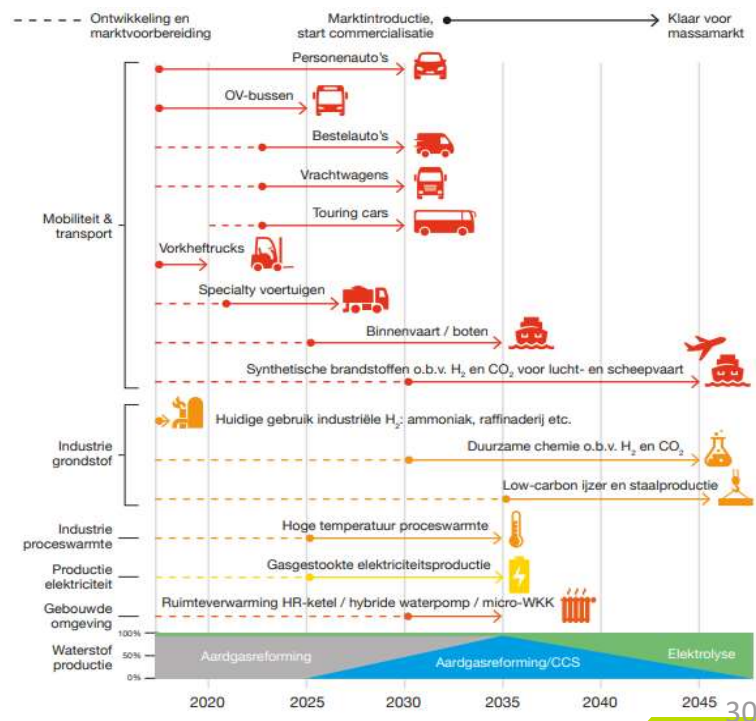 Ontwikkeling en
marktvoorbereiding
Marktintroductie,
start commercialisatie
Klaar voor
massamarkt
Mobiliteit &
transport
Personenauto's
OV-bussen
Bestelauto's
Vrachtwagens
Touring cars
Vorkheftrucks
Specialty voertuigen
Binnenvaart / boten
Synthetische brandstoffen o.b.v. H₂ en CO₂ voor lucht- en scheepvaart
Industrie
grondstof
Huidige gebruik industriële H₂: ammoniak, raffinaderij etc.
Duurzame chemie o.b.v. H₂ en CO₂
Low-carbon ijzer en staalproductie
Industrie
proceswarmte
Hoge temperatuur proceswarmte
Productie
elektriciteit
Gasgestookte elektriciteitsproductie
Gebouwde
omgeving
Ruimteverwarming HR-ketel / hybride waterpomp / micro-WKK
Waterstof
productie
100%
50%
0%
Aardgasreforming
Aardgasreforming/CCS
Elektrolyse
2020 2025 2030 2035 2040 2045
30